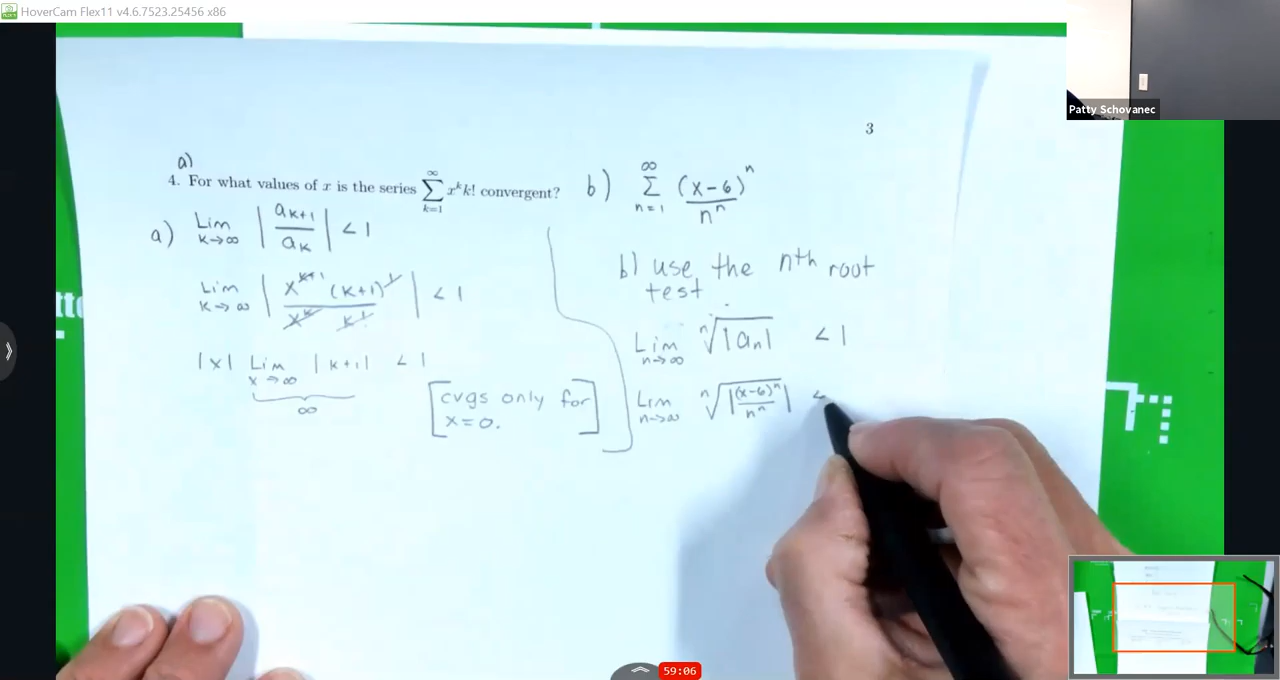 HoverCam Flex11 v4.6.7523.25456 x86
Patty Schovanec
3
a)
4. For what values of x is the series ∑_{k=1}^{∞} x^k k! convergent?
a) Lim_{k→∞} | a_{k+1} / a_k | < 1
Lim_{k→∞} | x^{k+1} (k+1)! / x^k k! | < 1
|x| Lim_{x→∞} |k+1| < 1
∞
[cvgs only for
x=0.]
b) ∑_{n=1}^{∞} (x-6)^n / n^n
b) use the nth root
test
Lim_{n→∞} ⁿ√|a_n| < 1
Lim_{n→∞} ⁿ√|(x-6)^n / n^n| <
59:06